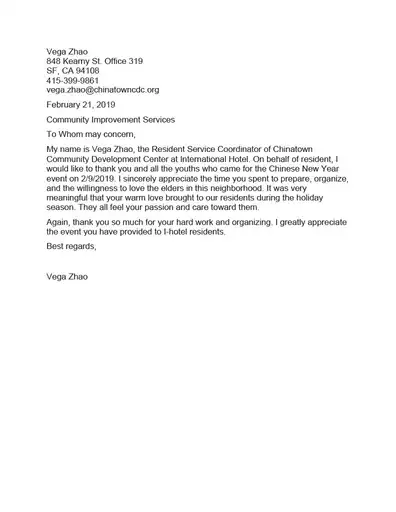 Vega Zhao
848 Kearny St. Office 319
SF, CA 94108
415-399-9861
vega.zhao@chinatowncdc.org
February 21, 2019
Community Improvement Services
To Whom may concern,
My name is Vega Zhao, the Resident Service Coordinator of Chinatown
Community Development Center at International Hotel. On behalf of resident, I
would like to thank you and all the youths who came for the Chinese New Year
event on 2/9/2019. I sincerely appreciate the time you spent to prepare, organize,
and the willingness to love the elders in this neighborhood. It was very
meaningful that your warm love brought to our residents during the holiday
season. They all feel your passion and care toward them.
Again, thank you so much for your hard work and organizing. I greatly appreciate
the event you have provided to I-hotel residents.
Best regards,
Vega Zhao